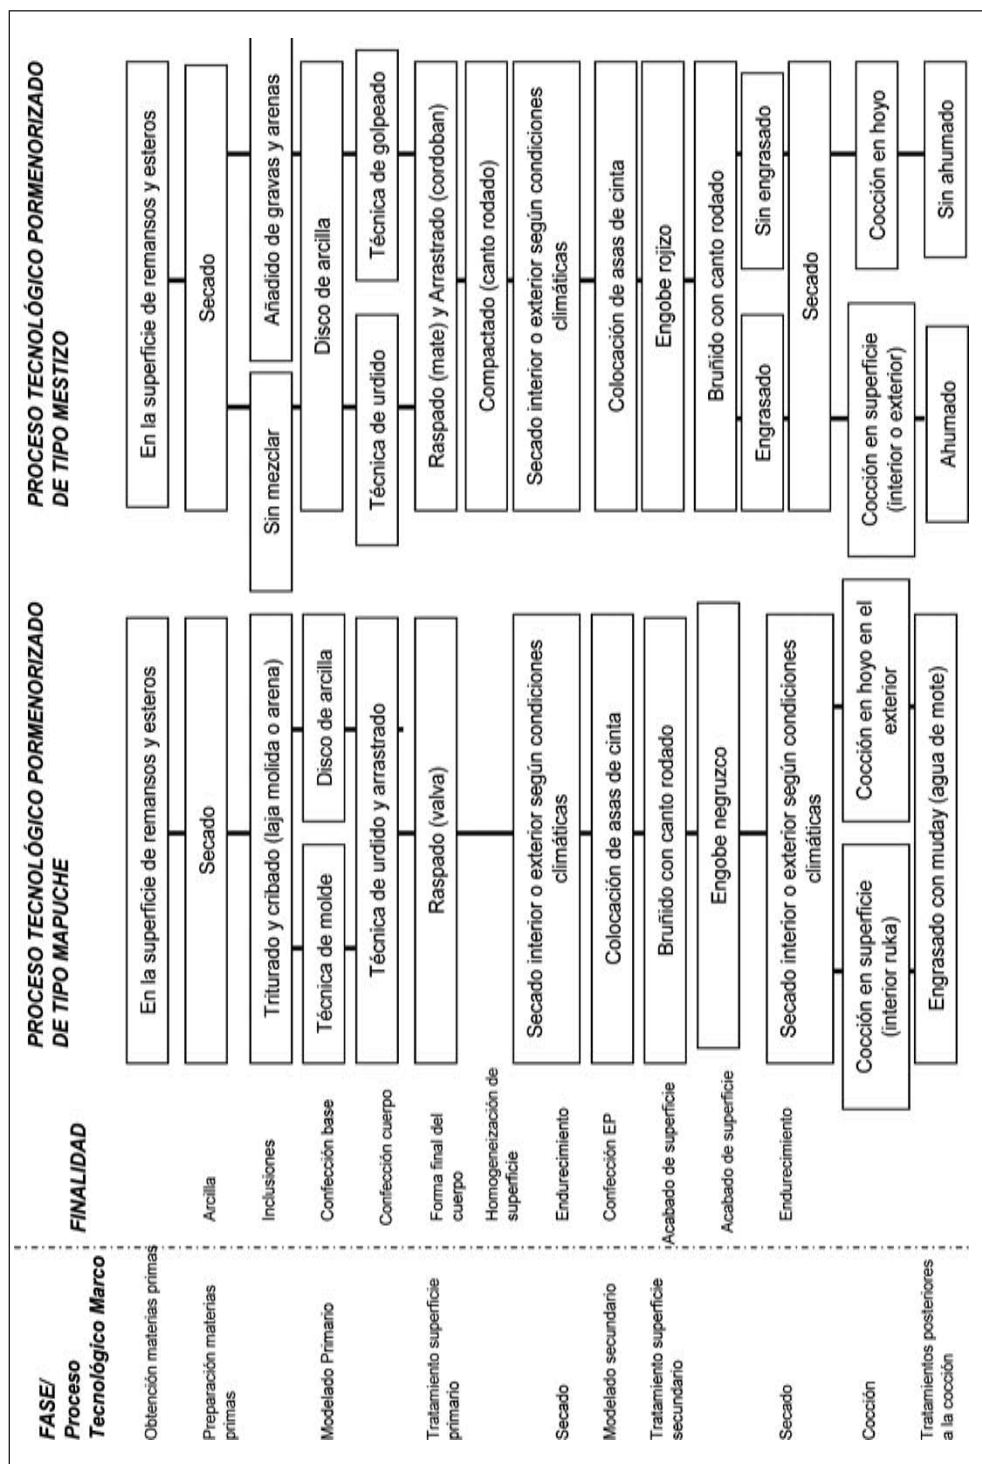 FASE/
Proceso
Tecnológico Marco
FINALIDAD
PROCESO TECNOLÓGICO PORMENORIZADO
DE TIPO MAPUCHE
PROCESO TECNOLÓGICO PORMENORIZADO
DE TIPO MESTIZO
Obtención materias primas
En la superficie de remansos y esteros
En la superficie de remansos y esteros
Preparación materias
primas
Arcilla
Secado
Secado
Inclusiones
Triturado y cribado (laja molida o arena)
Sin mezclar
Añadido de gravas y arenas
Modelado Primario
Confección base
Técnica de molde
Disco de arcilla
Disco de arcilla
Confección cuerpo
Técnica de urdido y arrastrado
Técnica de urdido
Técnica de golpeado
Tratamiento superficie
primario
Forma final del
cuerpo
Raspado (valva)
Raspado (mate) y Arrastrado (cordoban)
Homogeneización de
superficie
Compactado (canto rodado)
Secado
Endurecimiento
Secado interior o exterior según condiciones
climáticas
Secado interior o exterior según condiciones
climáticas
Modelado secundario
Confección EP
Colocación de asas de cinta
Colocación de asas de cinta
Tratamiento superficie
secundario
Acabado de superficie
Bruñido con canto rodado
Engobe rojizo
Acabado de superficie
Engobe negruzco
Bruñido con canto rodado
Engrasado
Sin engrasado
Secado
Endurecimiento
Secado interior o exterior según condiciones
climáticas
Secado
Cocción
Cocción en superficie
(interior ruka)
Cocción en hoyo en el
exterior
Cocción en superficie
(interior o exterior)
Cocción en hoyo
Tratamientos posteriores
a la cocción
Engrasado con muday (agua de mote)
Ahumado
Sin ahumado